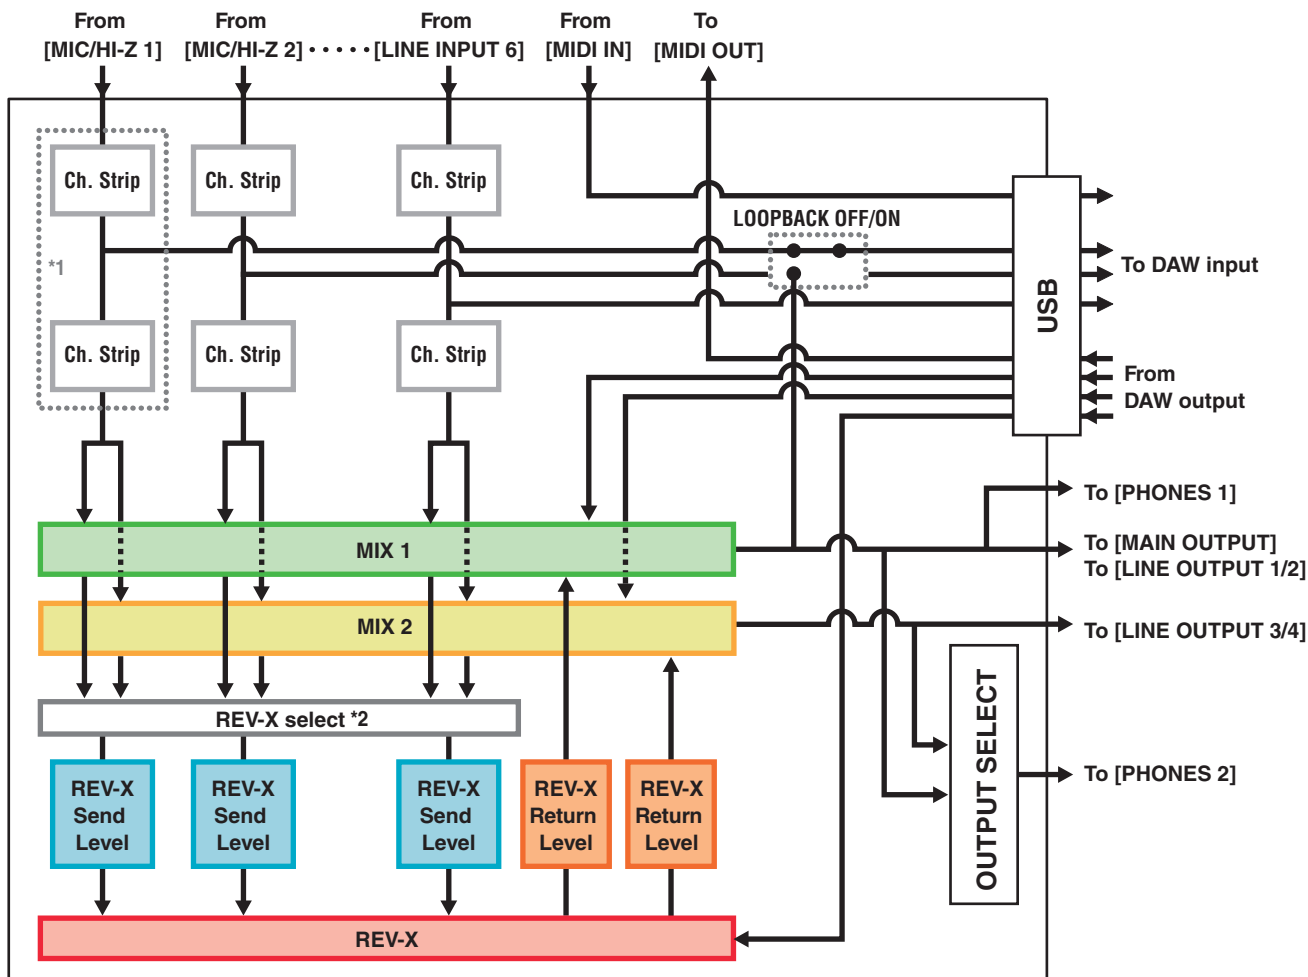 From
[MIC/HI-Z 1]
From
[MIC/HI-Z 2]
From
[LINE INPUT 6]
From
[MIDI IN]
To
[MIDI OUT]
Ch. Strip
Ch. Strip
Ch. Strip
LOOPBACK OFF/ON
*1
USB
To DAW input
Ch. Strip
Ch. Strip
Ch. Strip
From
DAW output
To [PHONES 1]
MIX 1
To [MAIN OUTPUT]
To [LINE OUTPUT 1/2]
MIX 2
To [LINE OUTPUT 3/4]
REV-X select *2
OUTPUT SELECT
REV-X
Send
Level
REV-X
Send
Level
REV-X
Send
Level
REV-X
Return
Level
REV-X
Return
Level
To [PHONES 2]
REV-X